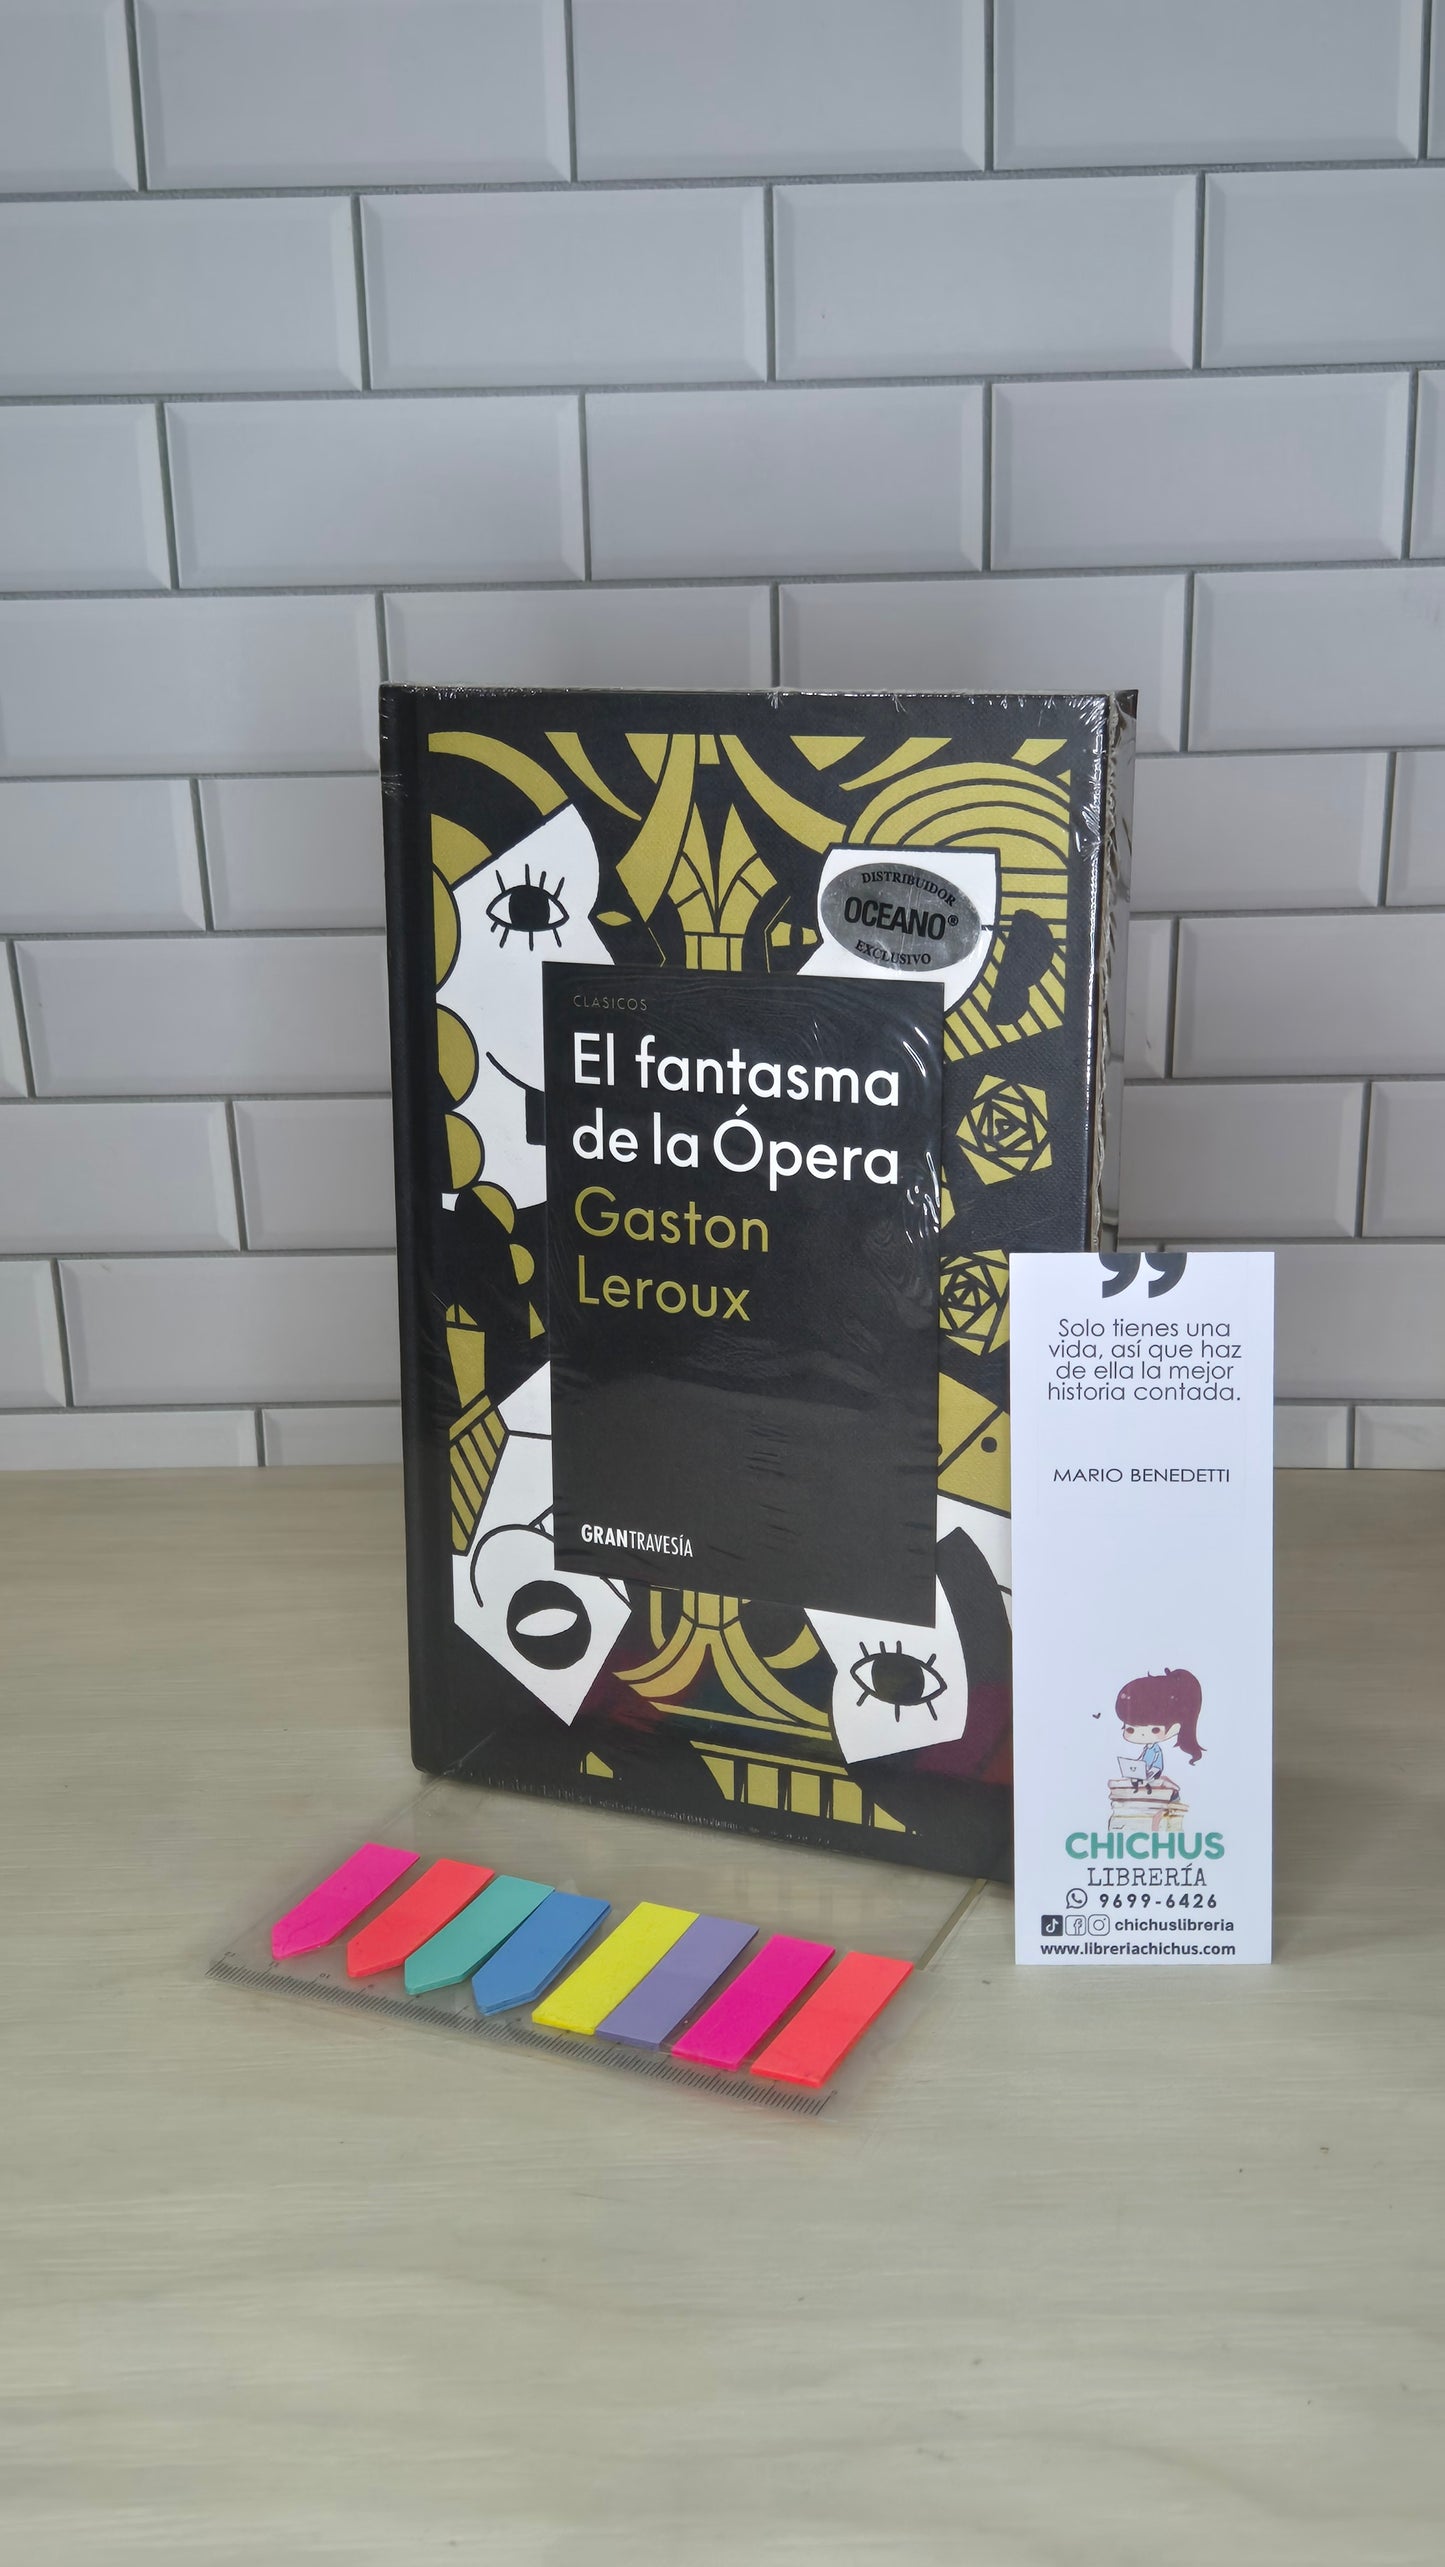 DISTRIBUIDOR
OCEANO®
EXCLUSIVO
CLASICOS
El fantasma
de la Ópera
Gaston
Leroux
GRANTRAVESÍA
Solo tienes una
vida, así que haz
de ella la mejor
historia contada.
MARIO BENEDETTI
CHICHUS
LIBRERÍA
9699-6426
chichuslibreria
www.libreriachichus.com